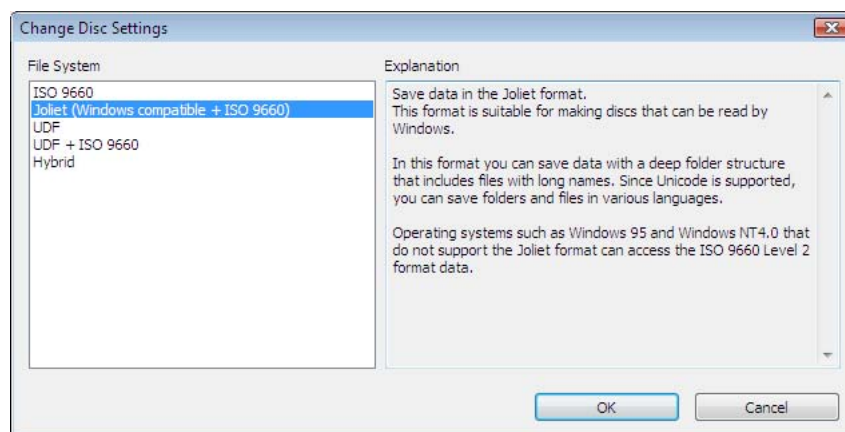 Change Disc Settings
File System
ISO 9660
Joliet (Windows compatible + ISO 9660)
UDF
UDF + ISO 9660
Hybrid
Explanation
Save data in the Joliet format.
This format is suitable for making discs that can be read by
Windows.
In this format you can save data with a deep folder structure
that includes files with long names. Since Unicode is supported,
you can save folders and files in various languages.
Operating systems such as Windows 95 and Windows NT4.0 that
do not support the Joliet format can access the ISO 9660 Level 2
format data.
OK
Cancel